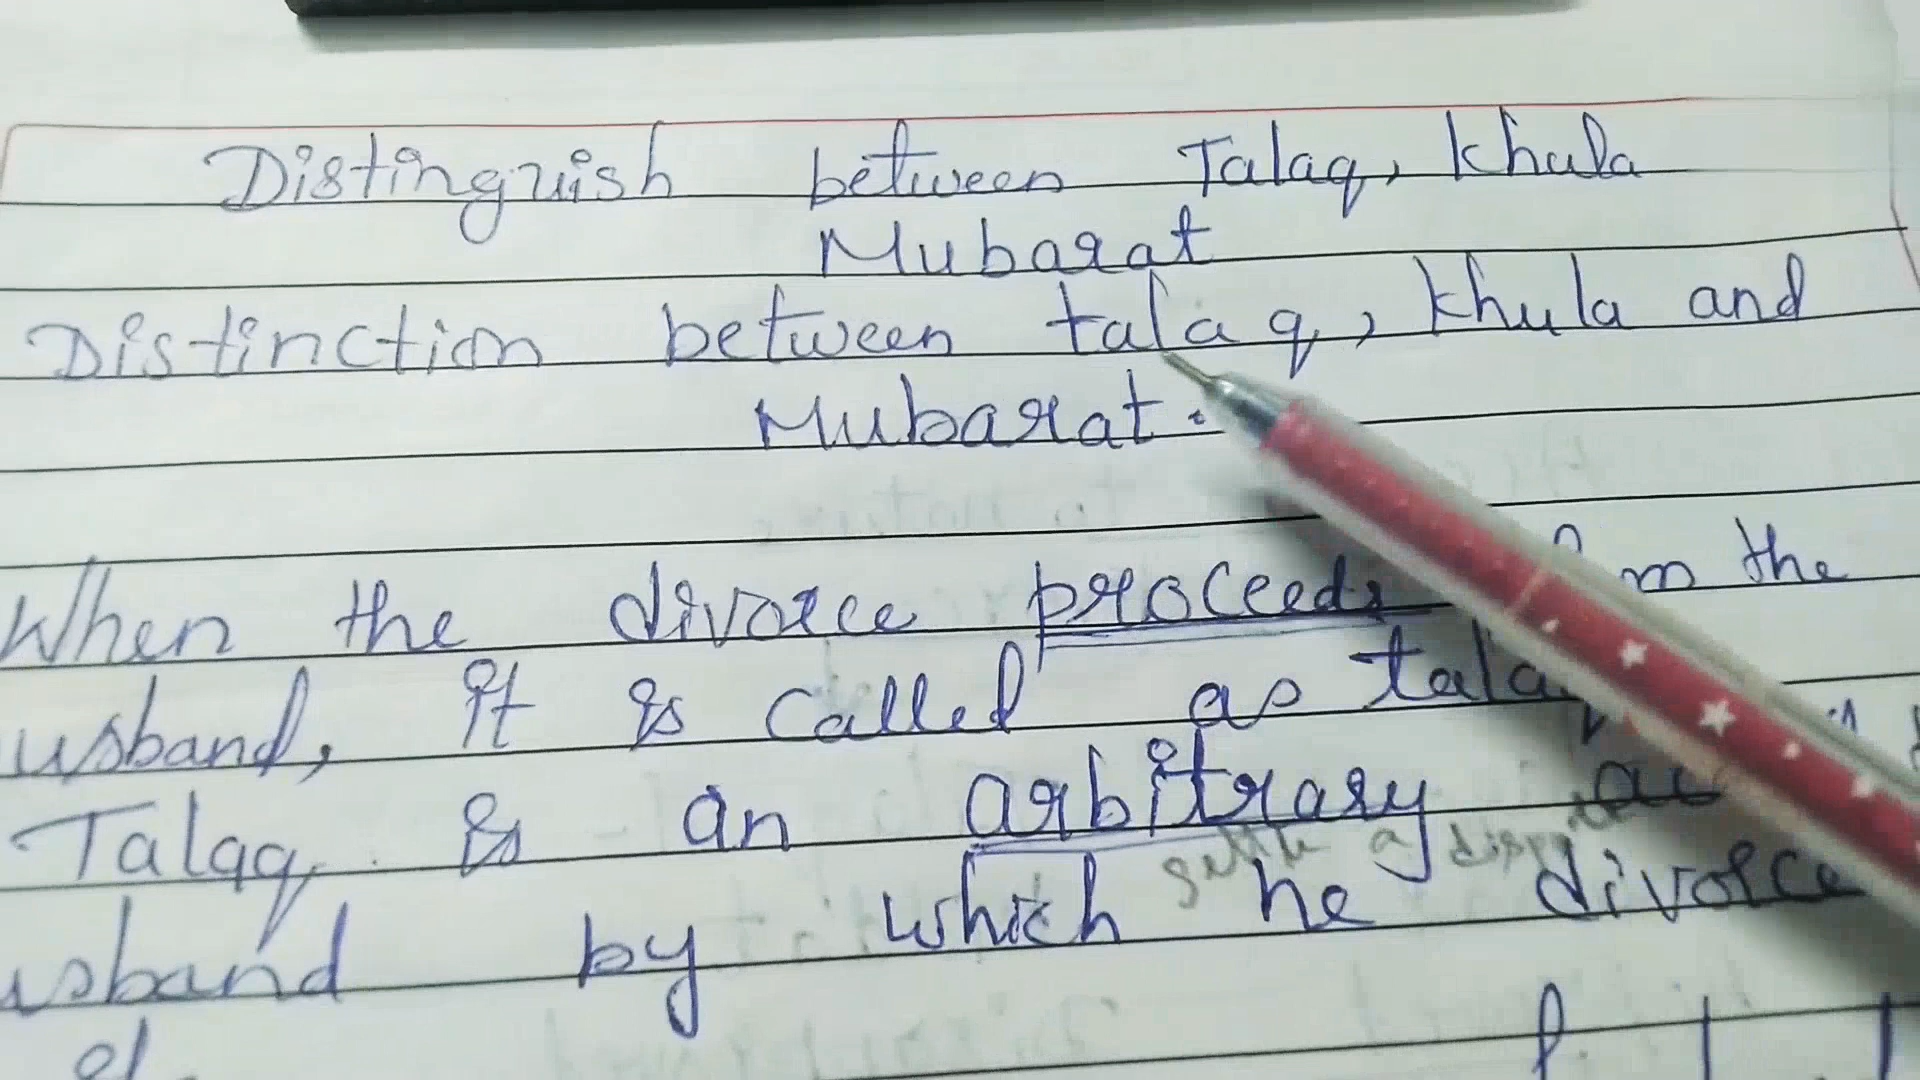 Distinguish between Talaq, Khula
Mubarat
Distinction between talaq, Khula and
Mubarat.
When the divorce proceeds the
usband, it is called as
Talaq is an arbitrary
settle a
usband by which he divorce